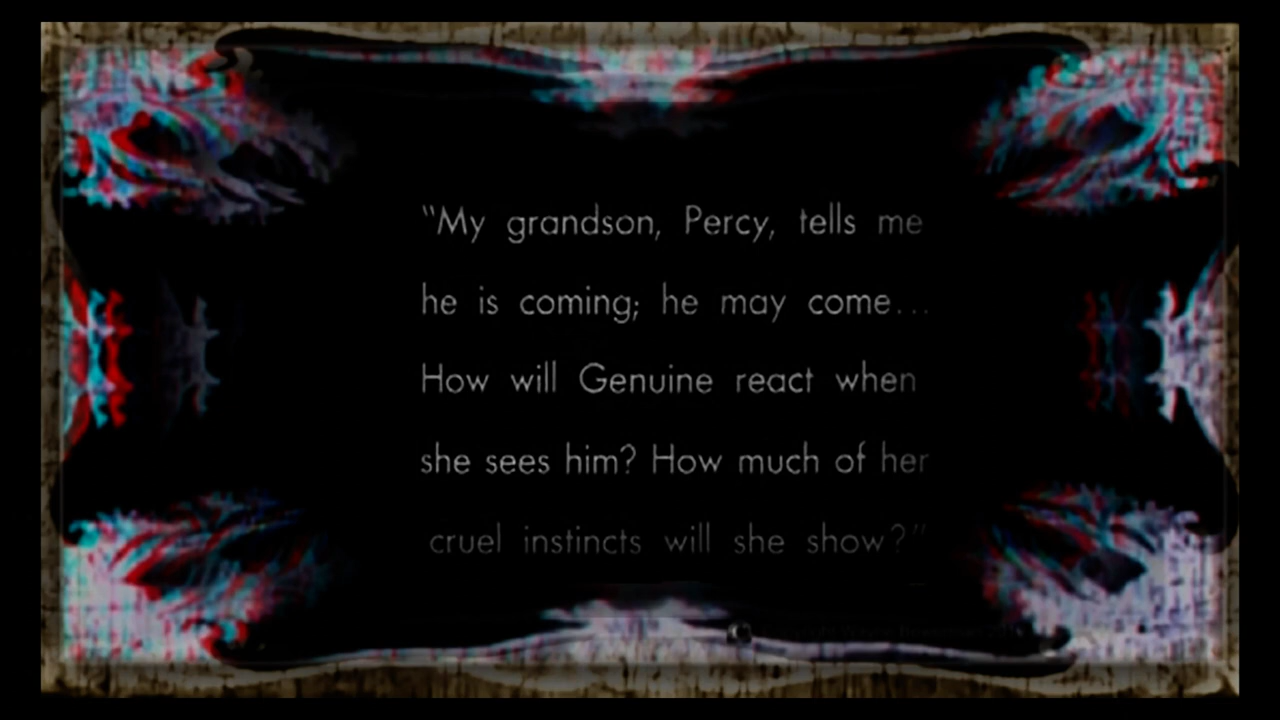 “My grandson, Percy, tells me
he is coming; he may come...
How will Genuine react when
she sees him? How much of her
cruel instincts will she show?”